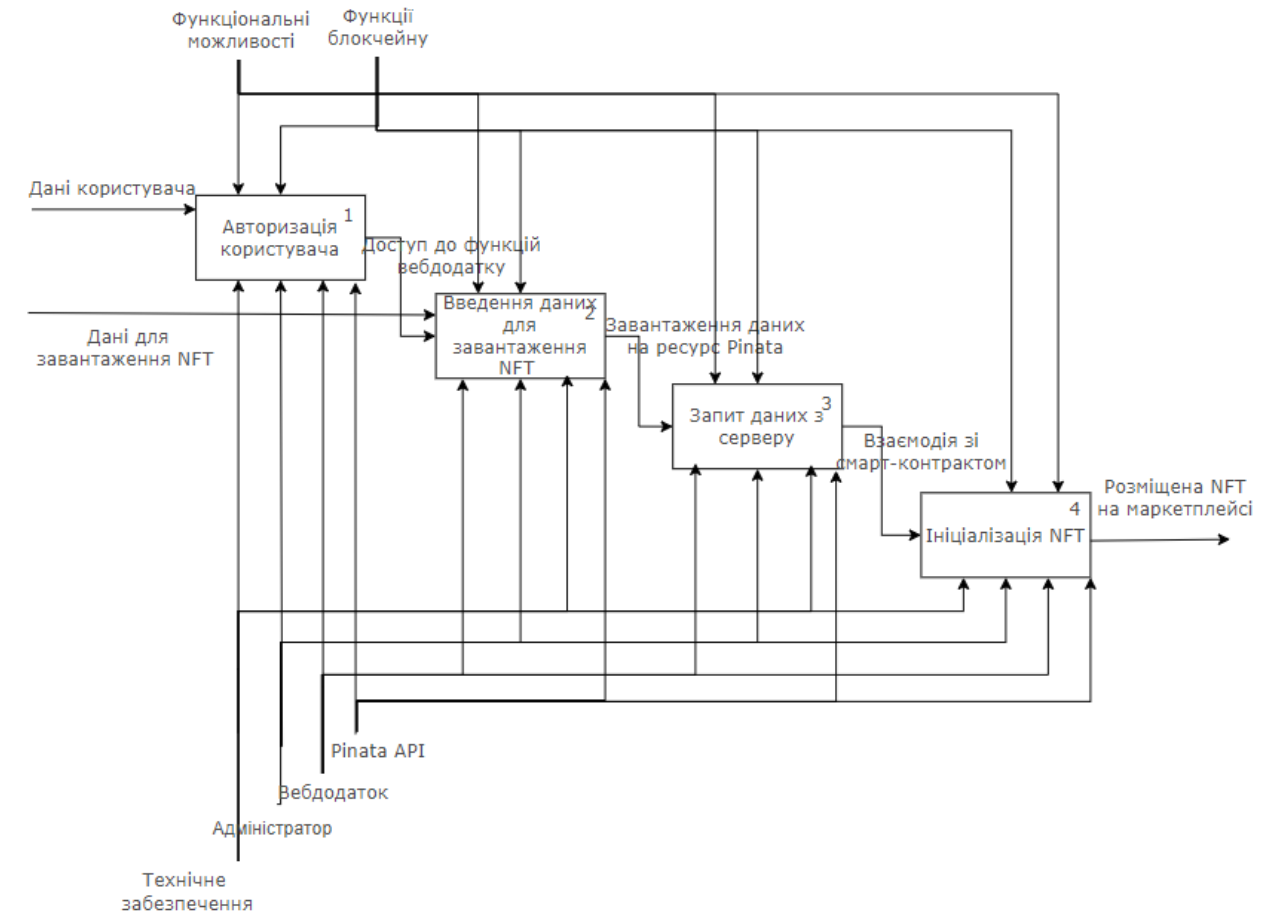 Функціональні
можливості
Функції
блокчейну
Дані користувача
1
Авторизація
користувача
Доступ до функцій
вебдодатку
Дані для
завантаження NFT
Введення даних
2
для
завантаження
NFT
Завантаження даних
на ресурс Pinata
3
Запит даних з
серверу
Взаємодія зі
смарт-контрактом
4
Ініціалізація NFT
Розміщена NFT
на маркетплейсі
Pinata API
Вебдодаток
Адміністратор
Технічне
забезпечення